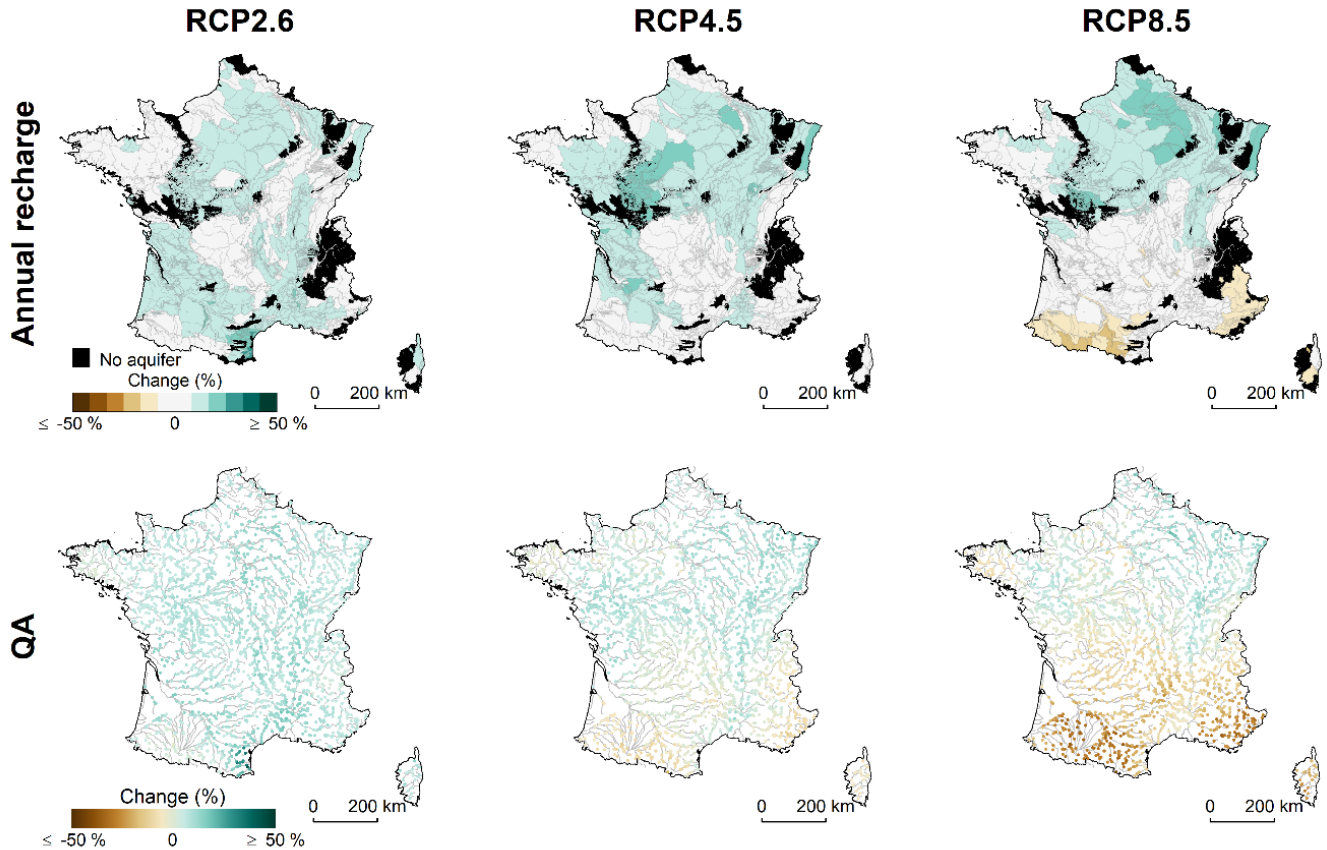 RCP2.6 RCP4.5 RCP8.5
Annual recharge
No aquifer
Change (%)
≤ -50 % 0 ≥ 50 %
0 200 km
0 200 km
0 200 km
QA
Change (%)
≤ -50 % 0 ≥ 50 %
0 200 km
0 200 km
0 200 km